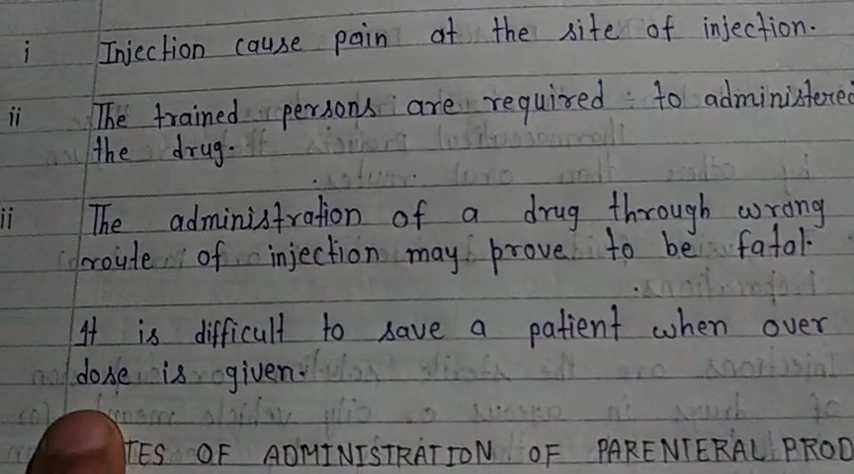 i Injection cause pain at the site of injection.
ii The trained persons are required to administered
the drug.
ii The administration of a drug through wrong
route of injection may prove to be fatal.
It is difficult to save a patient when over
dose is given.
TES OF ADMINISTRATION OF PARENTERAL PROD